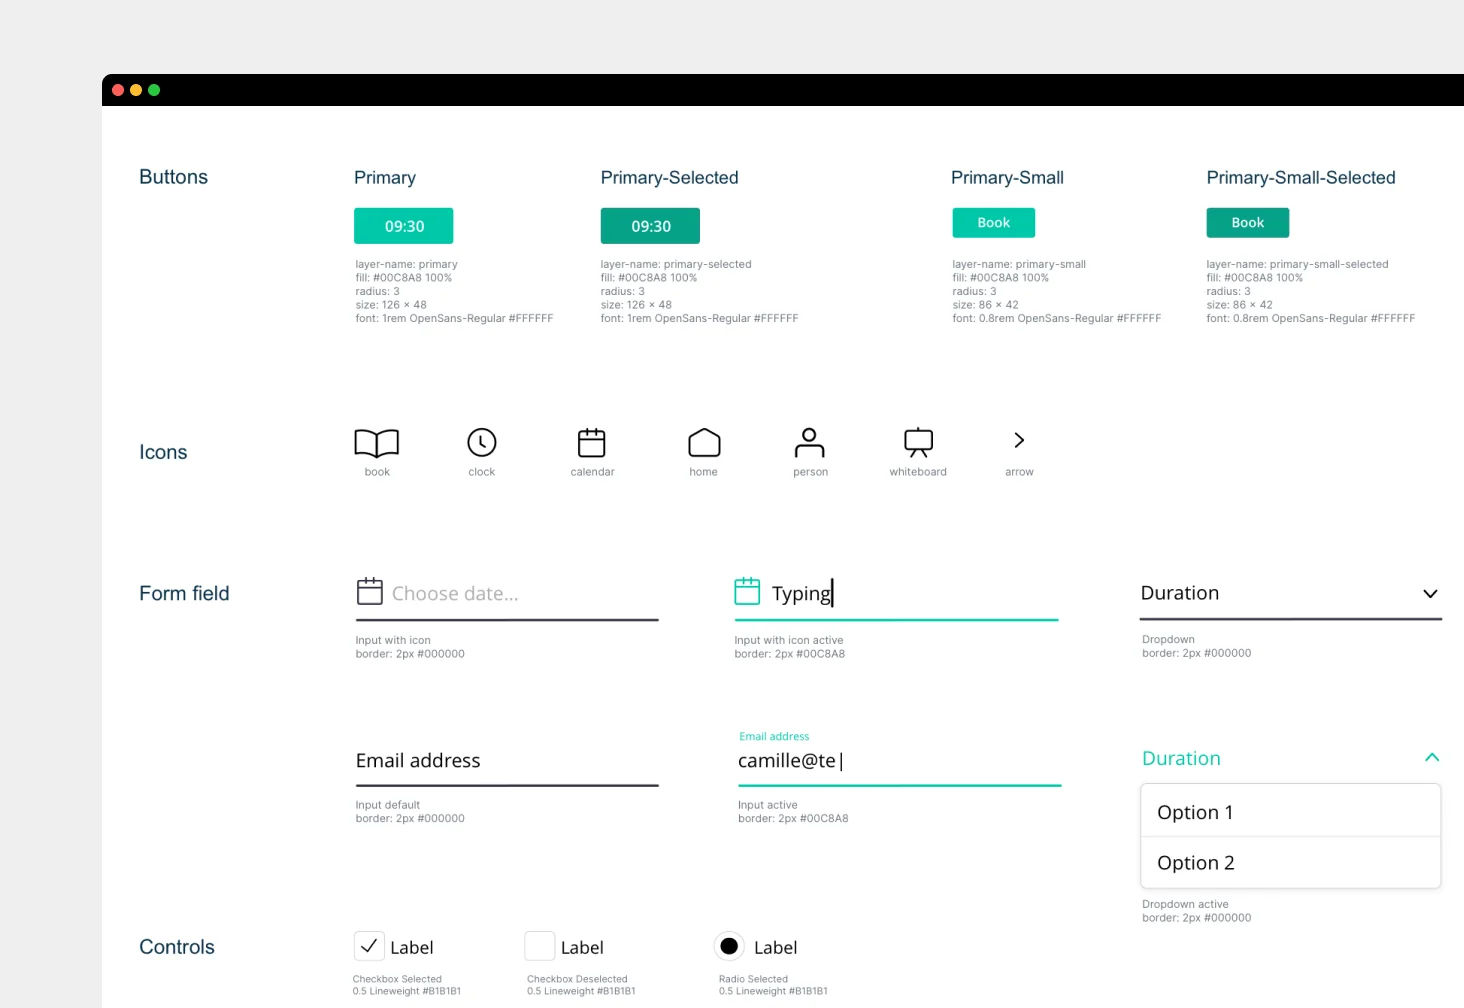 Buttons
Primary
09:30
layer-name: primary
fill: #00C8A8 100%
radius: 3
size: 126 × 48
font: 1rem OpenSans-Regular #FFFFFF
Primary-Selected
09:30
layer-name: primary-selected
fill: #00C8A8 100%
radius: 3
size: 126 × 48
font: 1rem OpenSans-Regular #FFFFFF
Primary-Small
Book
layer-name: primary-small
fill: #00C8A8 100%
radius: 3
size: 86 × 42
font: 0.8rem OpenSans-Regular #FFFFFF
Primary-Small-Selected
Book
layer-name: primary-small-selected
fill: #00C8A8 100%
radius: 3
size: 86 × 42
font: 0.8rem OpenSans-Regular #FFFFFF
Icons
book
clock
calendar
home
person
whiteboard
arrow
Form field
Choose date...
Input with icon
border: 2px #000000
Typing
Input with icon active
border: 2px #00C8A8
Duration
Dropdown
border: 2px #000000
Email address
Input default
border: 2px #000000
Email address
camille@te
Input active
border: 2px #00C8A8
Duration
Option 1
Option 2
Dropdown active
border: 2px #000000
Controls
Label
Checkbox Selected
0.5 Lineweight #B1B1B1
Label
Checkbox Deselected
0.5 Lineweight #B1B1B1
Label
Radio Selected
0.5 Lineweight #B1B1B1